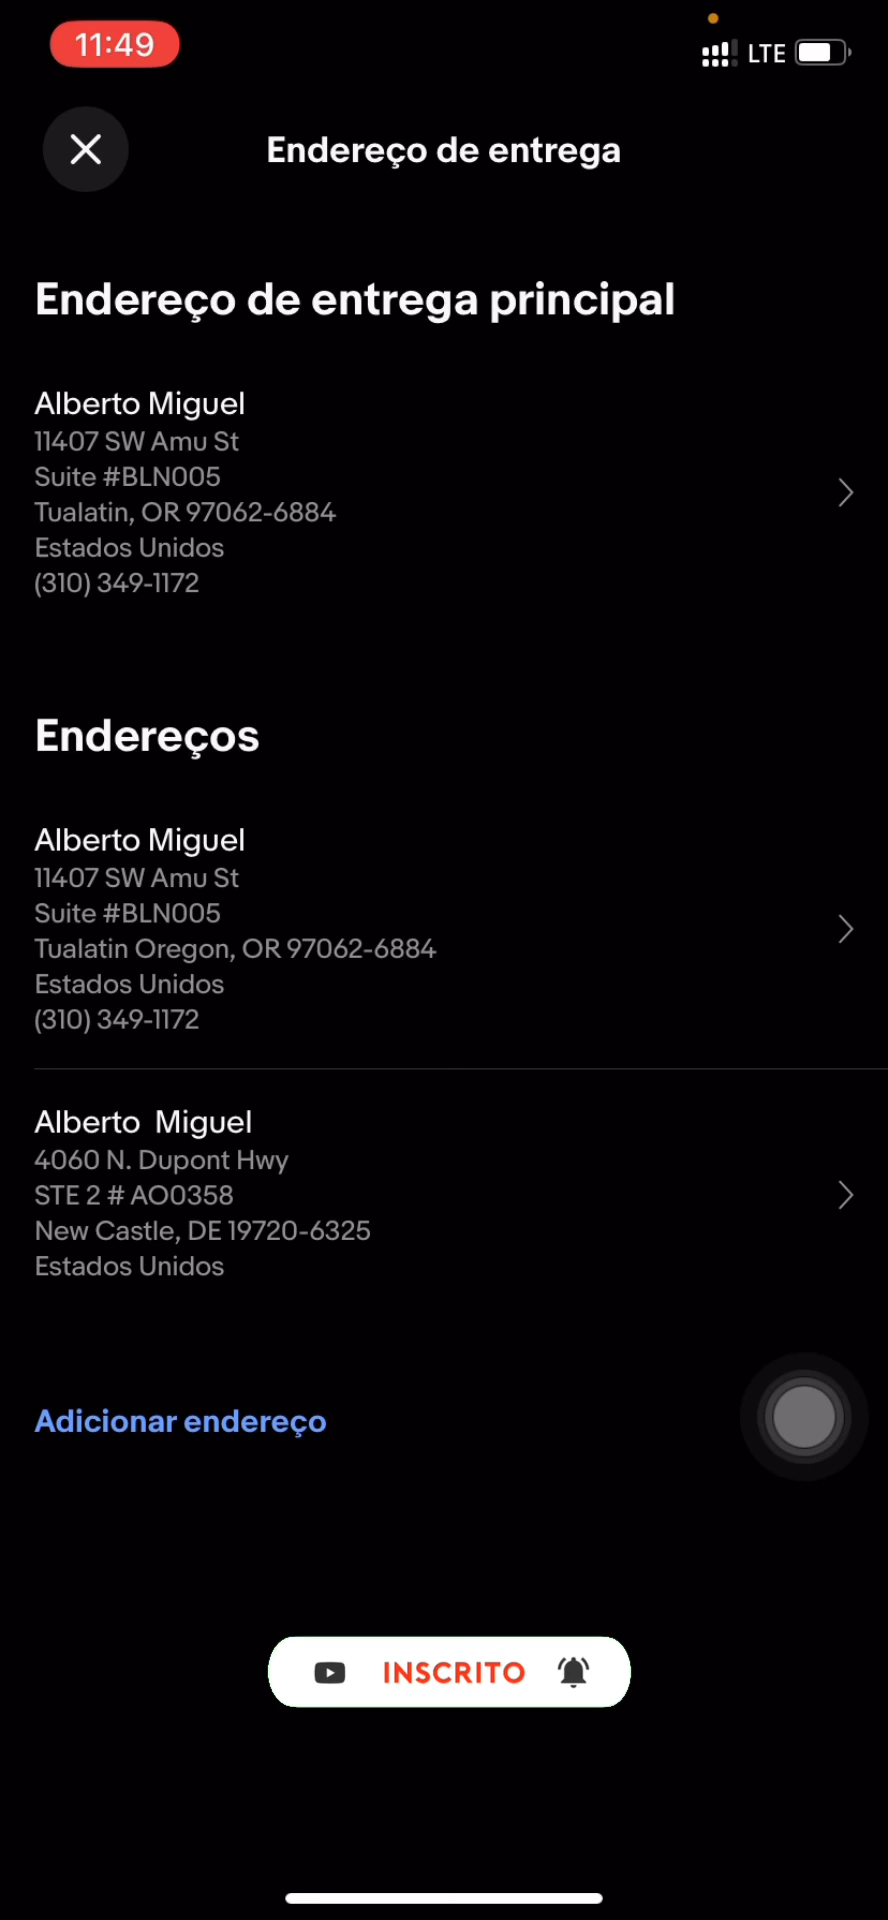 11:49
LTE
Endereço de entrega
Endereço de entrega principal
Alberto Miguel
11407 SW Amu St
Suite #BLN005
Tualatin, OR 97062-6884
Estados Unidos
(310) 349-1172
Endereços
Alberto Miguel
11407 SW Amu St
Suite #BLN005
Tualatin Oregon, OR 97062-6884
Estados Unidos
(310) 349-1172
Alberto  Miguel
4060 N. Dupont Hwy
STE 2 # AO0358
New Castle, DE 19720-6325
Estados Unidos
Adicionar endereço
INSCRITO